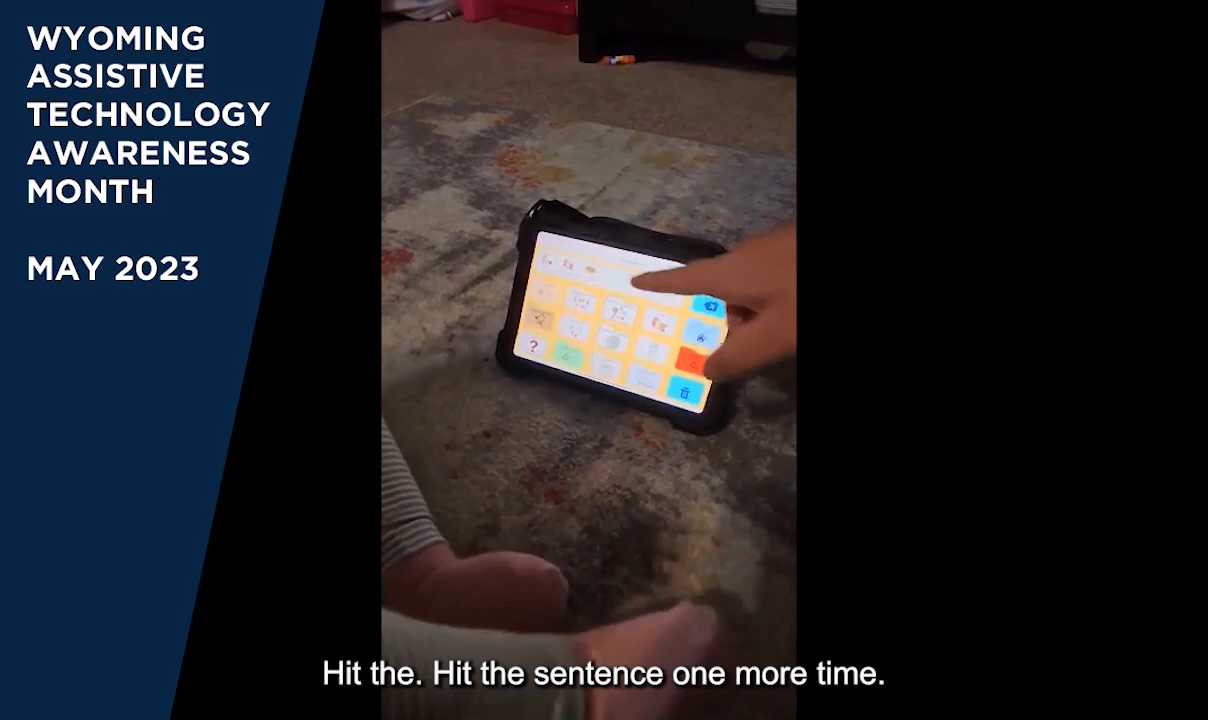 WYOMING
ASSISTIVE
TECHNOLOGY
AWARENESS
MONTH
MAY 2023
?
Hit the. Hit the sentence one more time.